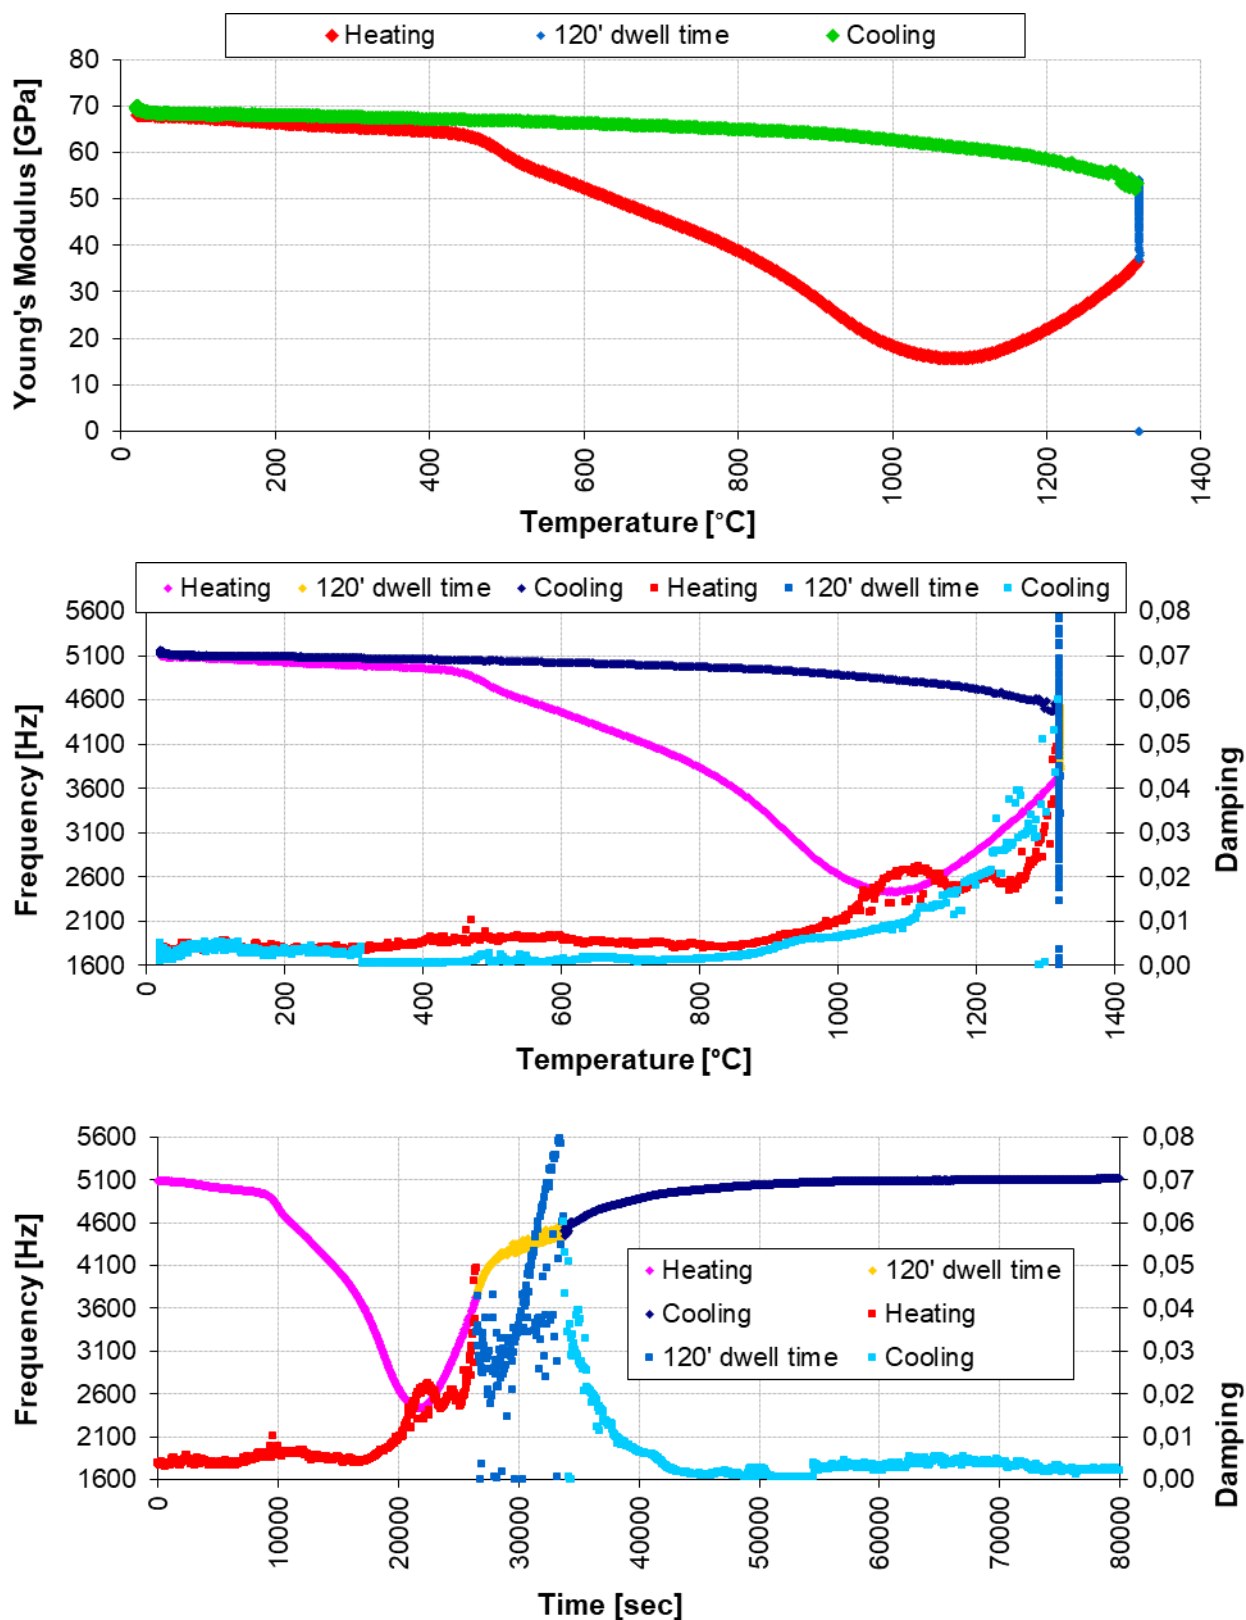 Heating 120' dwell time Cooling
80
70
60
50
40
30
20
10
0
Young's Modulus [GPa]
0 200 400 600 800 1000 1200 1400
Temperature [°C]
Heating 120' dwell time Cooling Heating 120' dwell time Cooling
5600 0,08
5100 0,07
4600 0,06
4100 0,05
3600 0,04
3100 0,03
2600 0,02
2100 0,01
1600 0,00
Frequency [Hz]
Damping
0 200 400 600 800 1000 1200 1400
Temperature [ºC]
5600 0,08
5100 0,07
4600 0,06
4100 0,05
3600 0,04
3100 0,03
2600 0,02
2100 0,01
1600 0,00
Frequency [Hz]
Damping
Heating 120' dwell time
Cooling Heating
120' dwell time Cooling
0 10000 20000 30000 40000 50000 60000 70000 80000
Time [sec]